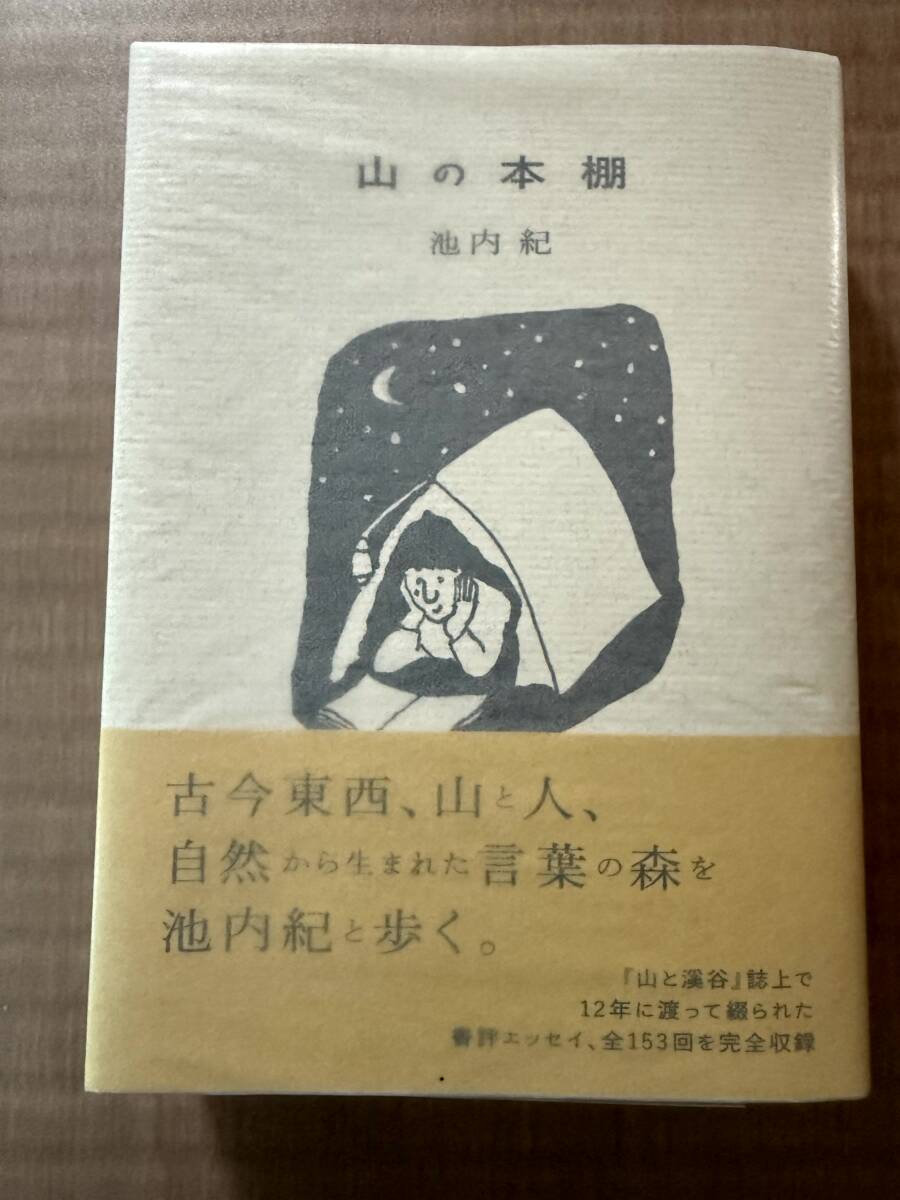 山の本棚
池内 紀
古今東西、山と人、
自然から生まれた言葉の森を
池内紀と歩く。
『山と溪谷』誌上で
12年に渡って綴られた
書評エッセイ、全153回を完全収録